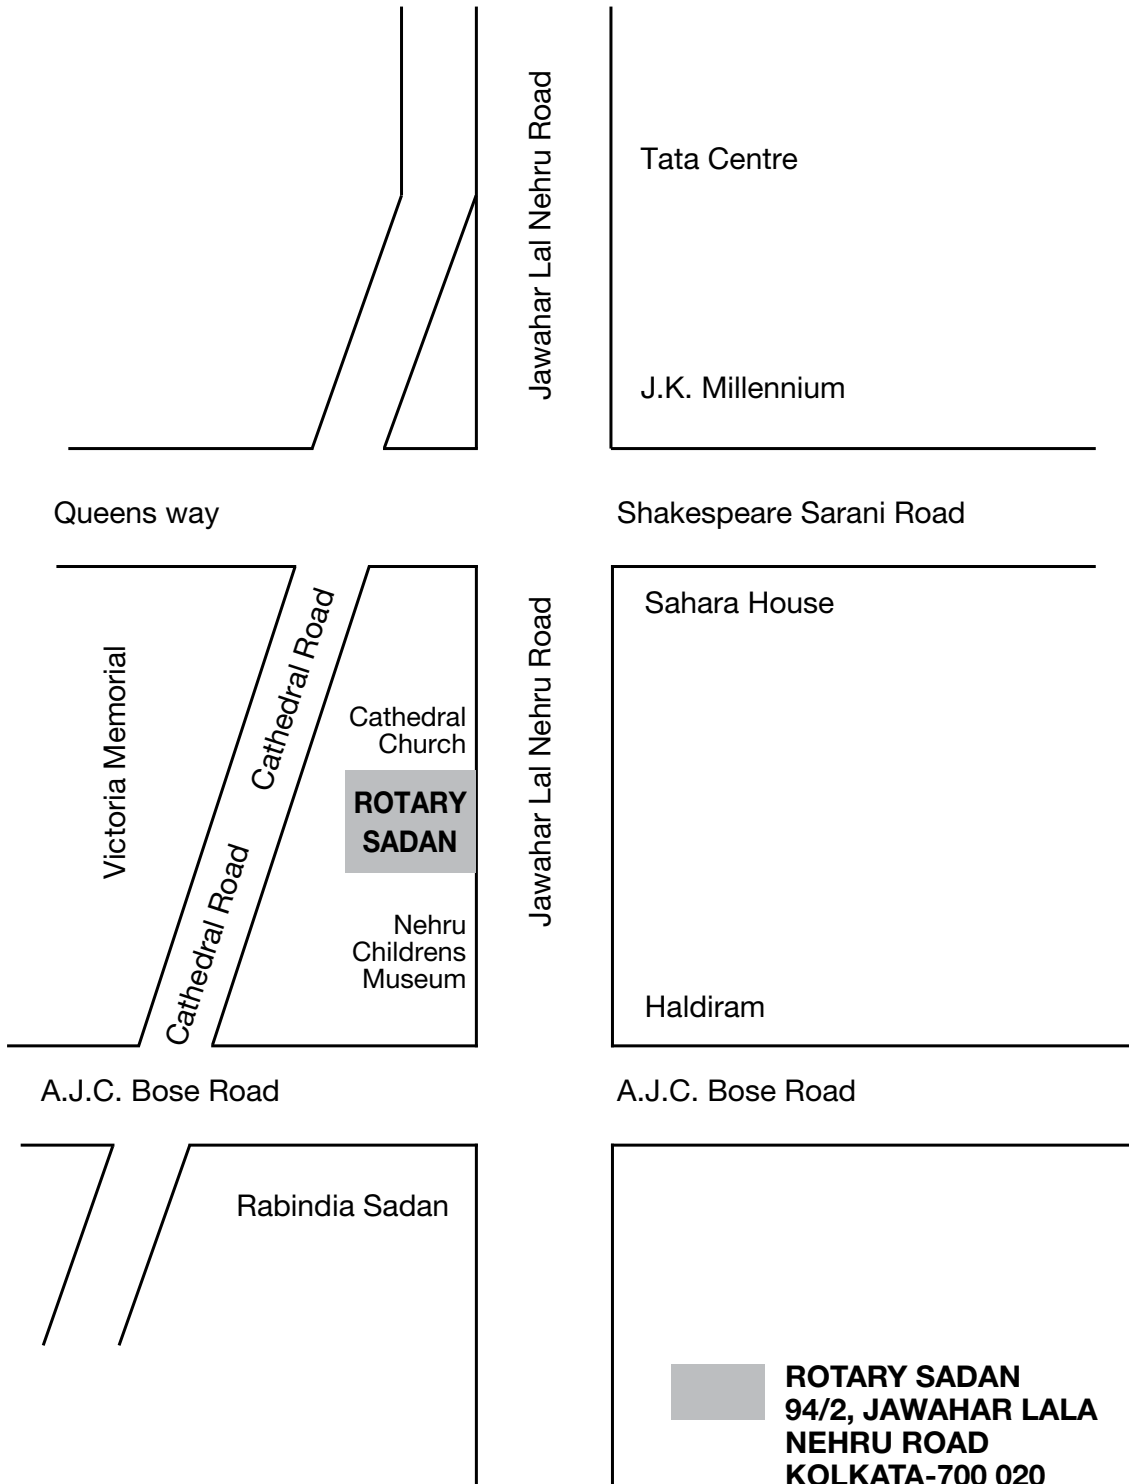 Jawahar Lal Nehru Road
Tata Centre
J.K. Millennium
Queens way
Shakespeare Sarani Road
Victoria Memorial
Cathedral Road
Cathedral Road
Cathedral
Church
ROTARY
SADAN
Nehru
Childrens
Museum
Jawahar Lal Nehru Road
Sahara House
Haldiram
A.J.C. Bose Road
A.J.C. Bose Road
Rabindia Sadan
ROTARY SADAN
94/2, JAWAHAR LALA
NEHRU ROAD
KOLKATA-700 020